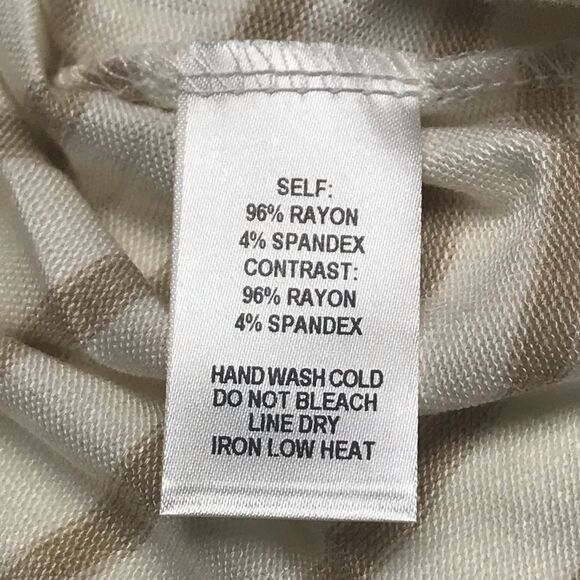 SELF:
96% RAYON
4% SPANDEX
CONTRAST:
96% RAYON
4% SPANDEX
HAND WASH COLD
DO NOT BLEACH
LINE DRY
IRON LOW HEAT